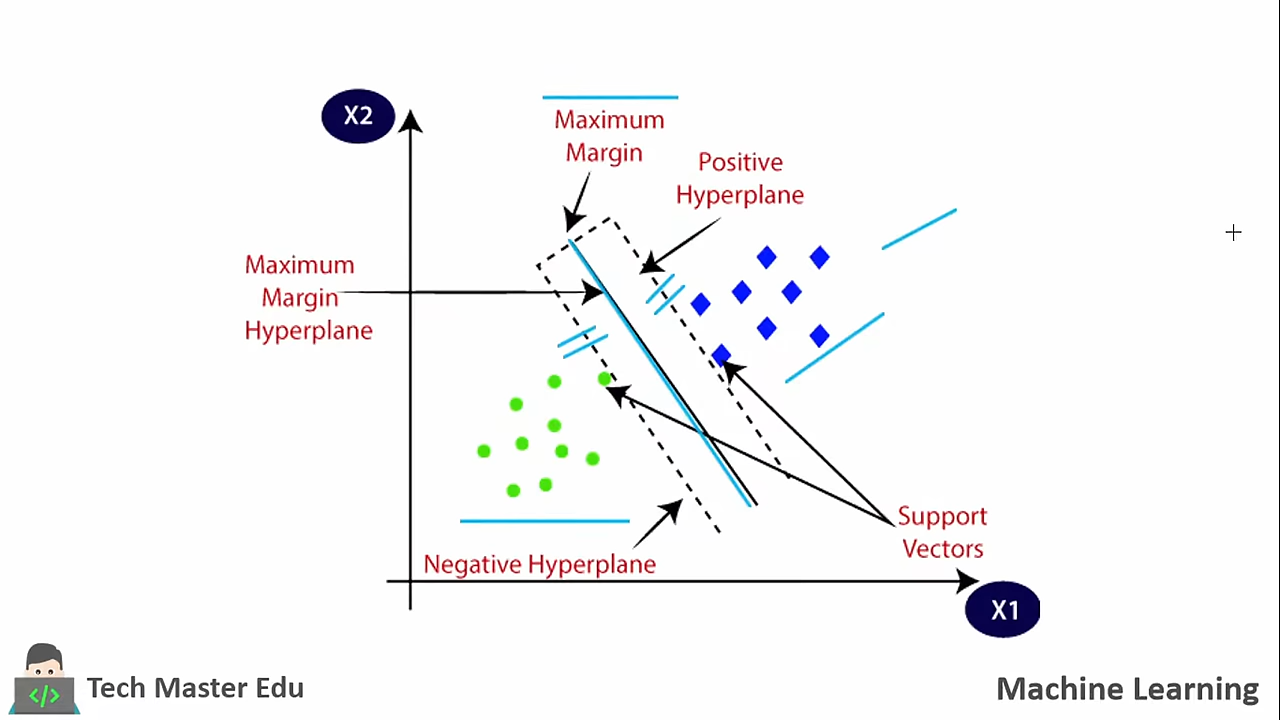 X2
Maximum
Margin
Positive
Hyperplane
Maximum
Margin
Hyperplane
Support
Vectors
Negative Hyperplane
X1
</> Tech Master Edu
Machine Learning